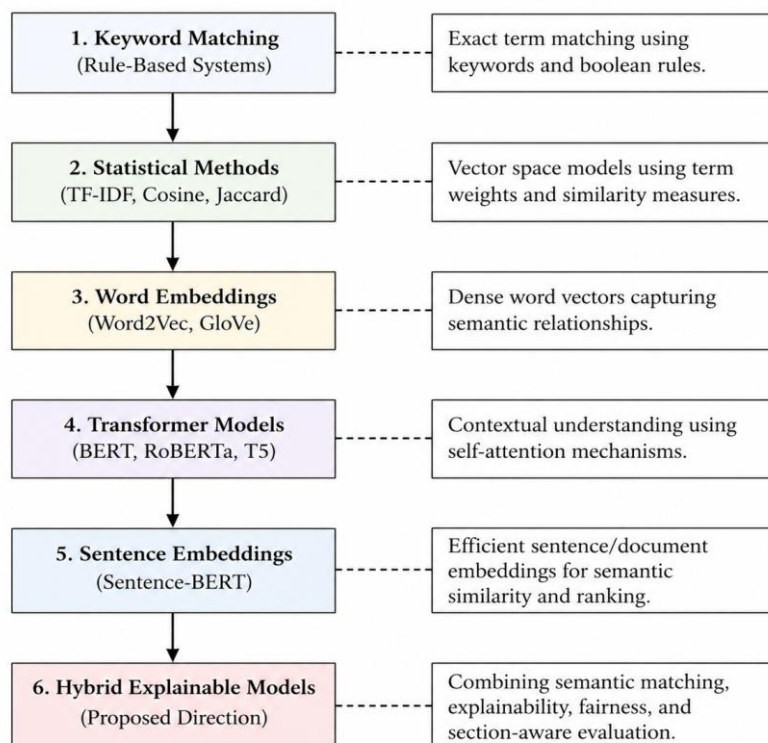 1. Keyword Matching
(Rule-Based Systems)
Exact term matching using
keywords and boolean rules.
2. Statistical Methods
(TF-IDF, Cosine, Jaccard)
Vector space models using term
weights and similarity measures.
3. Word Embeddings
(Word2Vec, GloVe)
Dense word vectors capturing
semantic relationships.
4. Transformer Models
(BERT, RoBERTa, T5)
Contextual understanding using
self-attention mechanisms.
5. Sentence Embeddings
(Sentence-BERT)
Efficient sentence/document
embeddings for semantic
similarity and ranking.
6. Hybrid Explainable Models
(Proposed Direction)
Combining semantic matching,
explainability, fairness, and
section-aware evaluation.